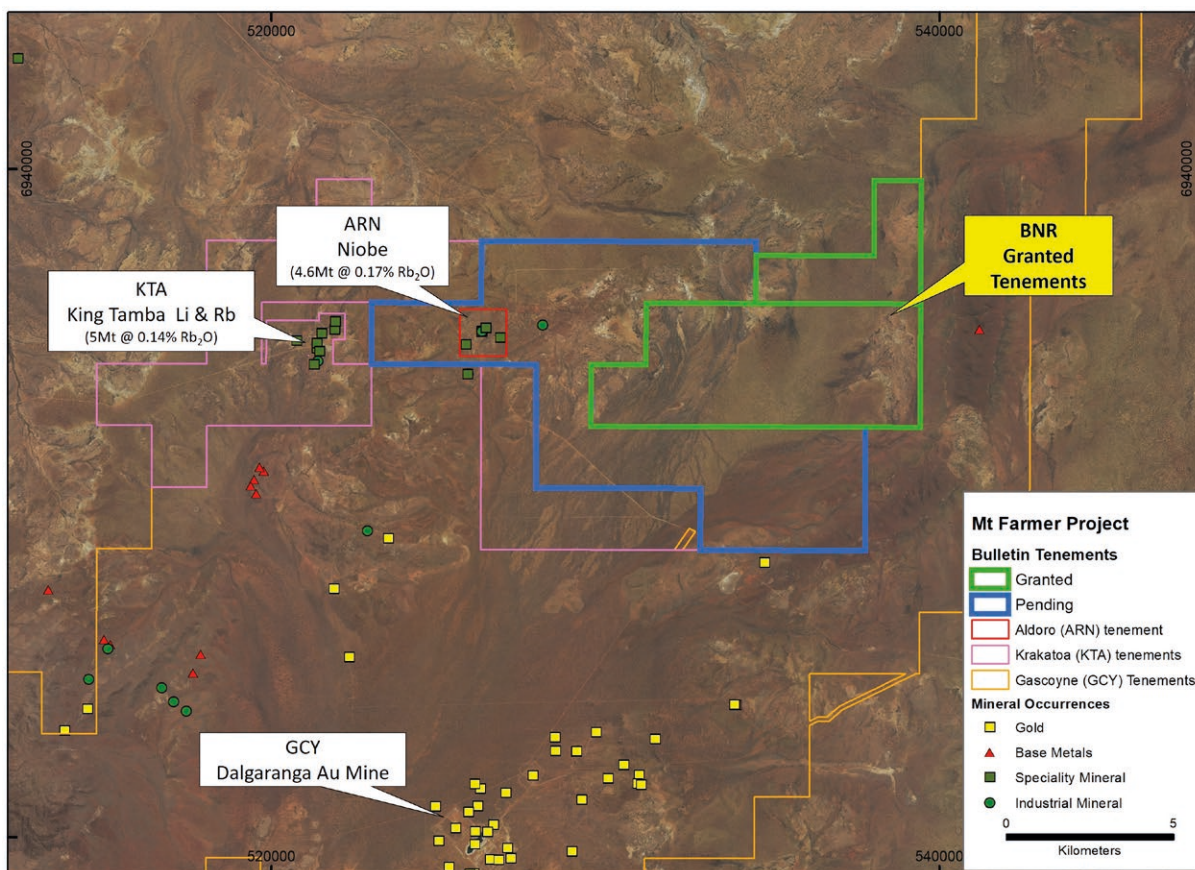 520000
540000
6940000
6940000
ARN
Niobe
(4.6Mt @ 0.17% Rb₂O)
BNR
Granted
Tenements
KTA
King Tamba Li & Rb
(5Mt @ 0.14% Rb₂O)
GCY
Dalgaranga Au Mine
Mt Farmer Project
Bulletin Tenements
Granted
Pending
Aldoro (ARN) tenement
Krakatoa (KTA) tenements
Gascoyne (GCY) Tenements
Mineral Occurrences
Gold
Base Metals
Speciality Mineral
Industrial Mineral
0 5
Kilometers
520000
540000